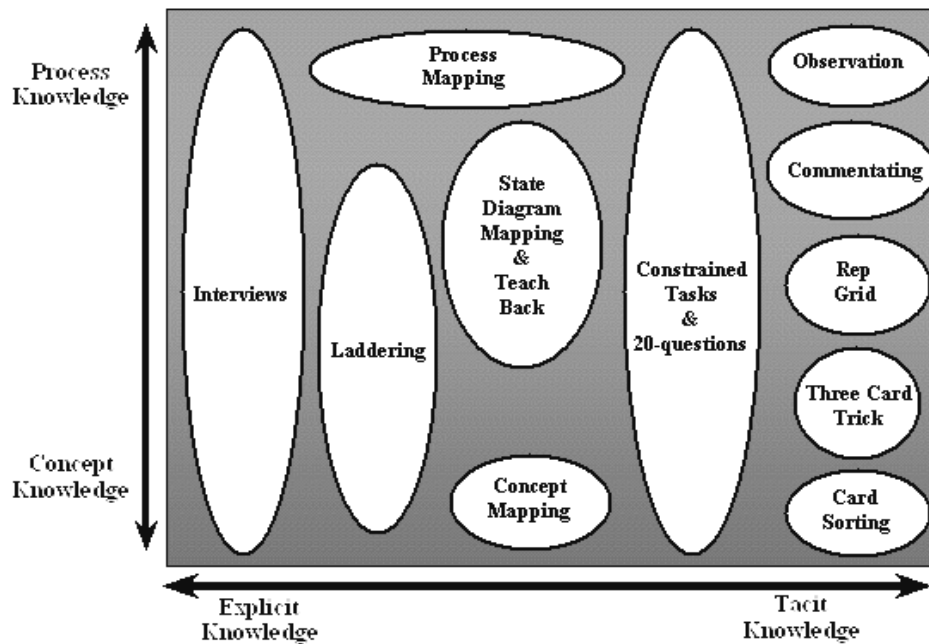 Process
Knowledge
Concept
Knowledge
Interviews
Process
Mapping
Laddering
State
Diagram
Mapping
&
Teach
Back
Concept
Mapping
Constrained
Tasks
&
20-questions
Observation
Commentating
Rep
Grid
Three Card
Trick
Card
Sorting
Explicit
Knowledge
Tacit
Knowledge